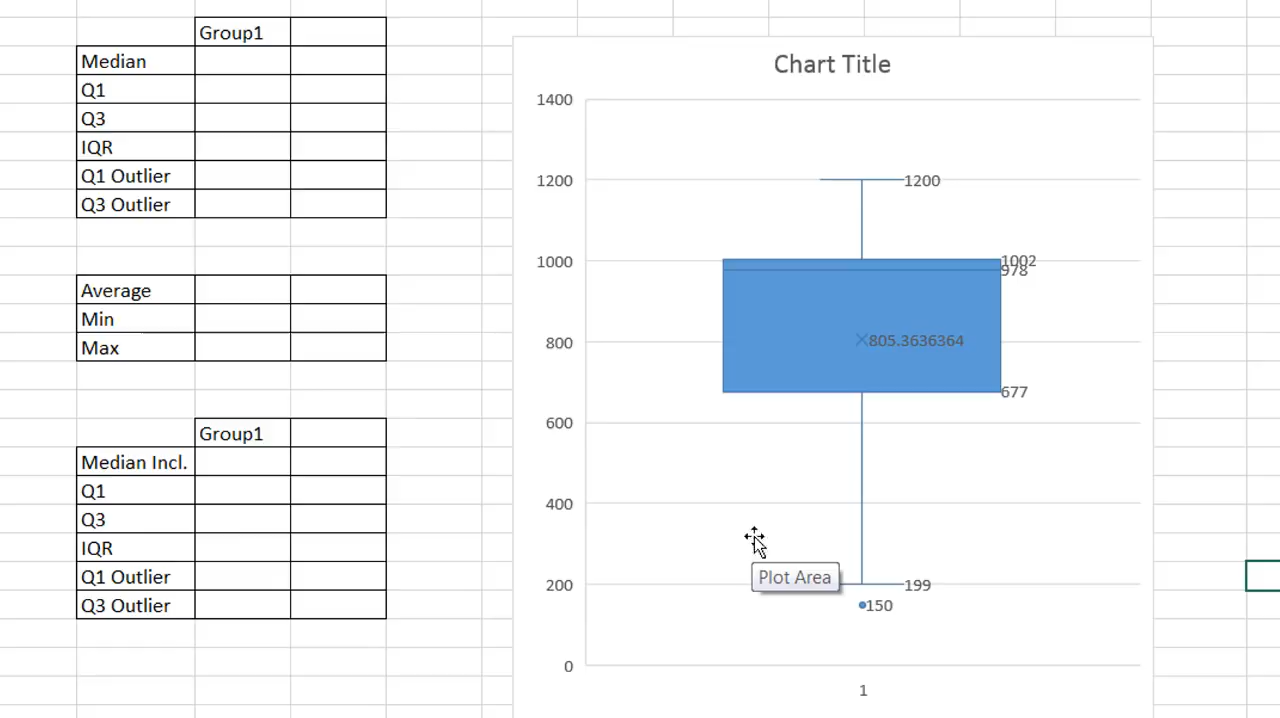 Group1
Median
Q1
Q3
IQR
Q1 Outlier
Q3 Outlier
Average
Min
Max
Group1
Median Incl.
Q1
Q3
IQR
Q1 Outlier
Q3 Outlier
Chart Title
1400
1200
1000
800
600
400
200
0
1200
1002
978
805.3636364
677
199
150
Plot Area
1